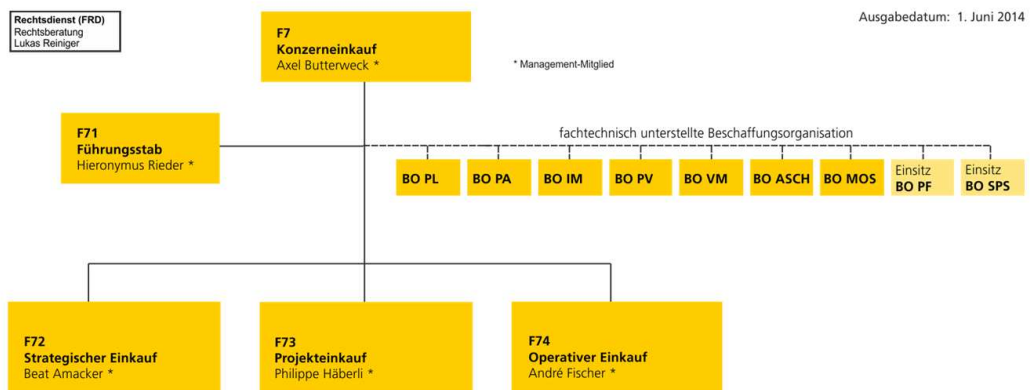 Rechtsdienst (FRD)
Rechtsberatung
Lukas Reiniger
Ausgabedatum: 1. Juni 2014
F7
Konzerneinkauf
Axel Butterweck *
* Management-Mitglied
F71
Führungsstab
Hieronymus Rieder *
fachtechnisch unterstellte Beschaffungsorganisation
BO PL
BO PA
BO IM
BO PV
BO VM
BO ASCH
BO MOS
Einsitz
BO PF
Einsitz
BO SPS
F72
Strategischer Einkauf
Beat Amacker *
F73
Projekteinkauf
Philippe Häberli *
F74
Operativer Einkauf
André Fischer *